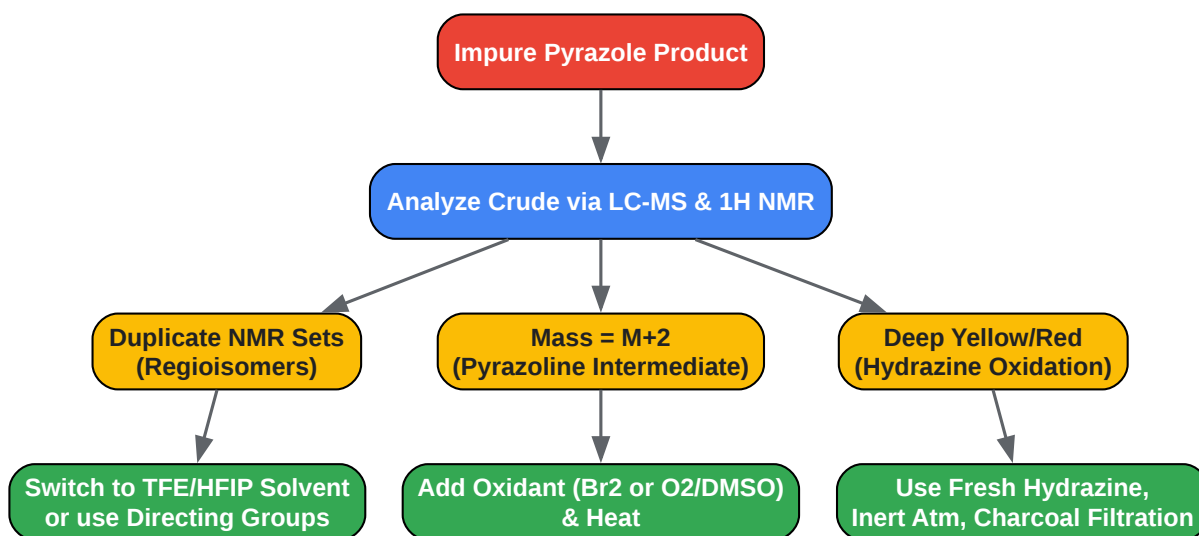 Impure Pyrazole Product
Analyze Crude via LC-MS & 1H NMR
Duplicate NMR Sets
(Regioisomers)
Mass = M+2
(Pyrazoline Intermediate)
Deep Yellow/Red
(Hydrazine Oxidation)
Switch to TFE/HFIP Solvent
or use Directing Groups
Add Oxidant (Br2 or O2/DMSO)
& Heat
Use Fresh Hydrazine,
Inert Atm, Charcoal Filtration